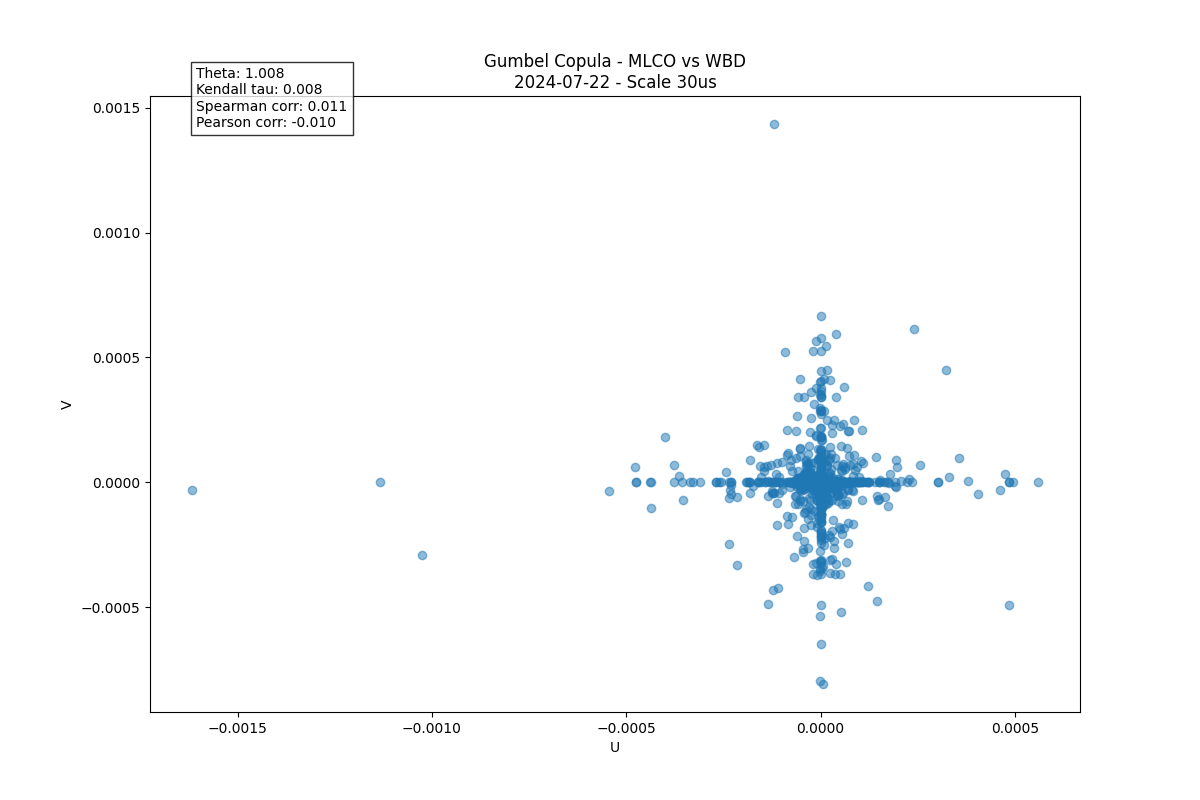 Gumbel Copula - MLCO vs WBD
2024-07-22 - Scale 30us
Theta: 1.008
Kendall tau: 0.008
Spearman corr: 0.011
Pearson corr: -0.010
0.0015
0.0010
0.0005
0.0000
−0.0005
V
−0.0015
−0.0010
−0.0005
0.0000
0.0005
U